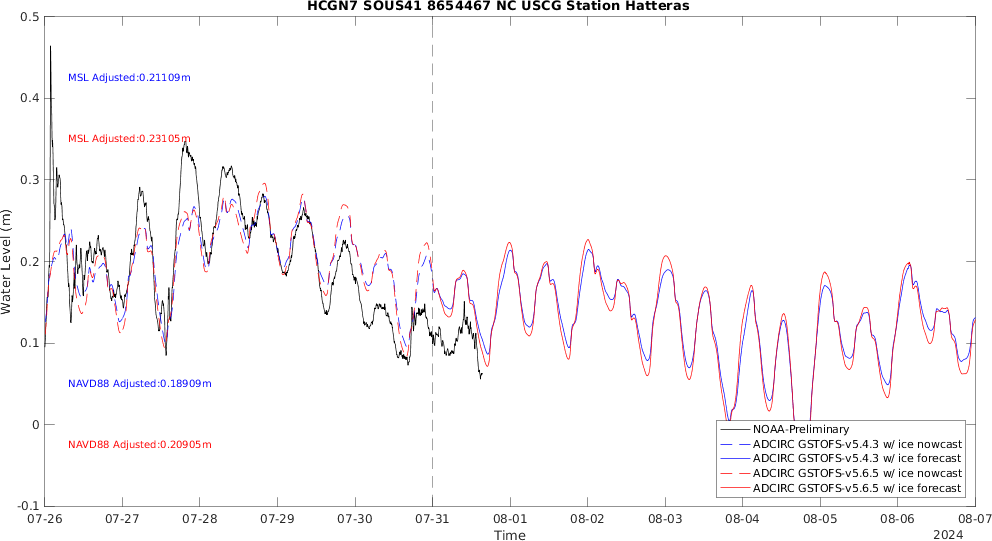 HCGN7 SOUS41 8654467 NC USCG Station Hatteras
0.5
0.4
0.3
0.2
0.1
0
-0.1
Water Level (m)
MSL Adjusted:0.21109m
MSL Adjusted:0.23105m
NAVD88 Adjusted:0.18909m
NAVD88 Adjusted:0.20905m
NOAA-Preliminary
ADCIRC GSTOFS-v5.4.3 w/ ice nowcast
ADCIRC GSTOFS-v5.4.3 w/ ice forecast
ADCIRC GSTOFS-v5.6.5 w/ ice nowcast
ADCIRC GSTOFS-v5.6.5 w/ ice forecast
07-26 07-27 07-28 07-29 07-30 07-31 08-01 08-02 08-03 08-04 08-05 08-06 08-07
Time
2024